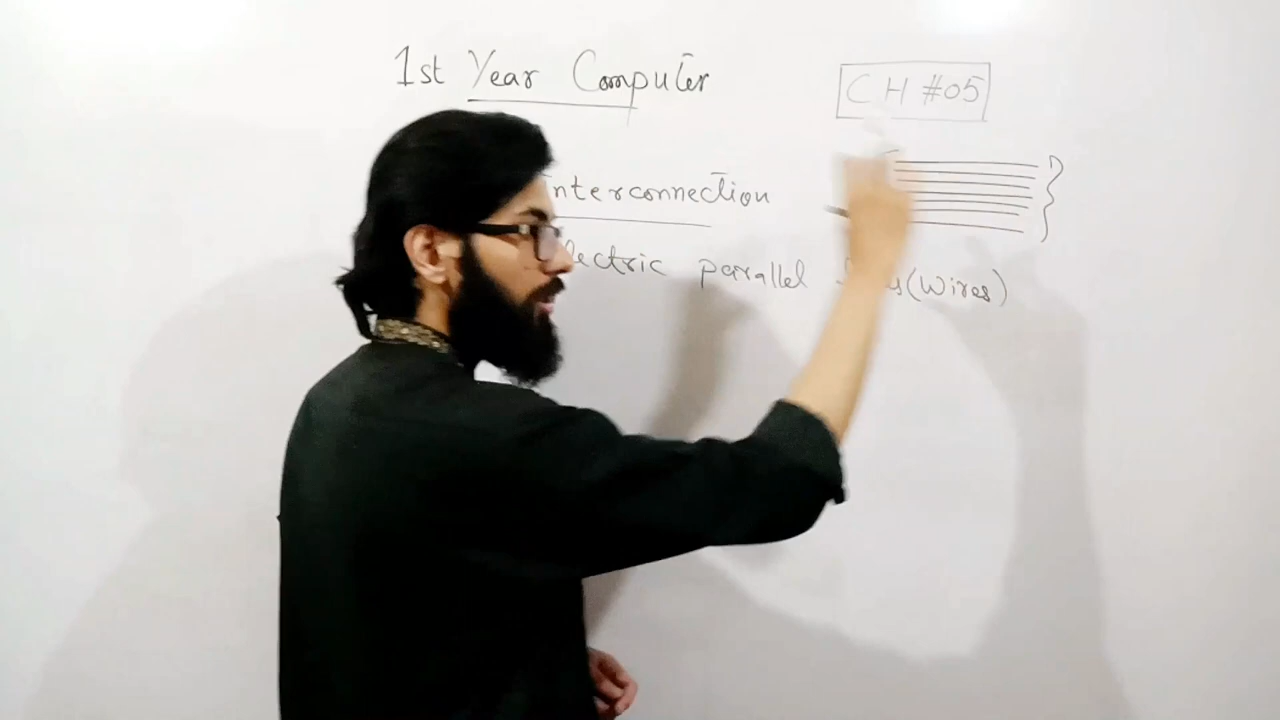 1st Year Computer
CH #05
nterconnection
lectric parallel (Wires)